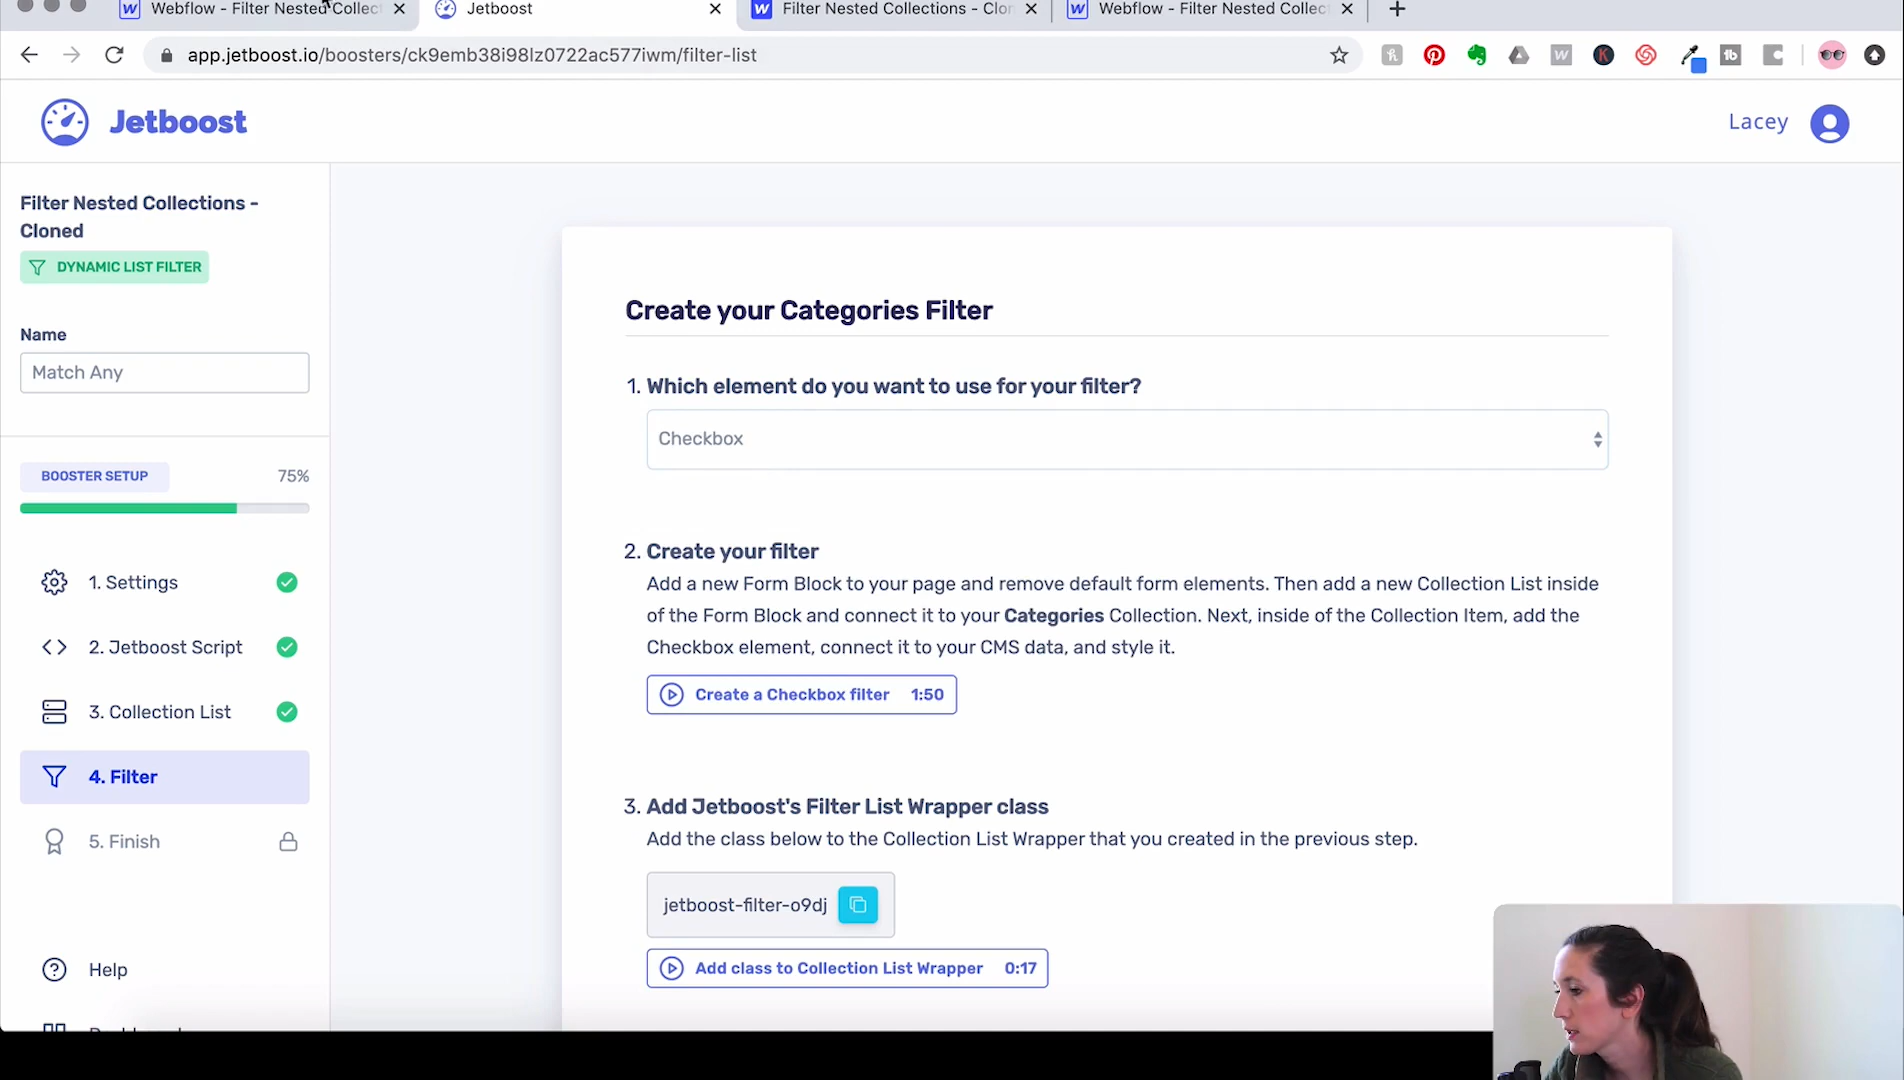 Webflow - Filter Nested Collect
Jetboost
Filter Nested Collections - Clon
Webflow - Filter Nested Collec
app.jetboost.io/boosters/ck9emb38i98lz0722ac577iwm/filter-list
Jetboost
Lacey
Filter Nested Collections -
Cloned
DYNAMIC LIST FILTER
Name
Match Any
BOOSTER SETUP 75%
1. Settings
2. Jetboost Script
3. Collection List
4. Filter
5. Finish
Help
Create your Categories Filter
1. Which element do you want to use for your filter?
Checkbox
2. Create your filter
Add a new Form Block to your page and remove default form elements. Then add a new Collection List inside
of the Form Block and connect it to your Categories Collection. Next, inside of the Collection Item, add the
Checkbox element, connect it to your CMS data, and style it.
Create a Checkbox filter 1:50
3. Add Jetboost's Filter List Wrapper class
Add the class below to the Collection List Wrapper that you created in the previous step.
jetboost-filter-o9dj
Add class to Collection List Wrapper 0:17